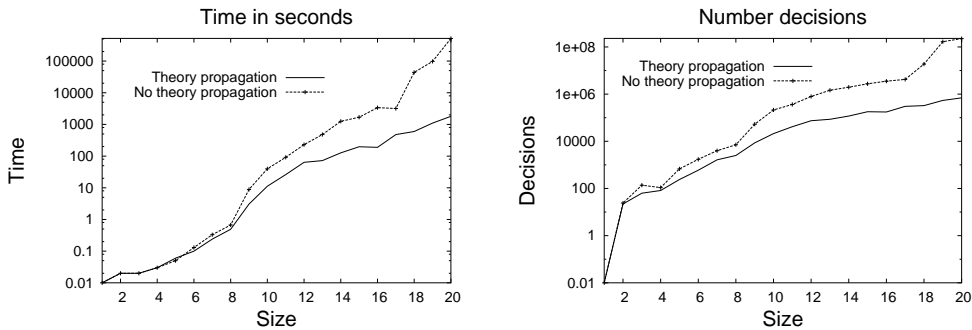 Time in seconds
Time
100000
10000
1000
100
10
1
0.1
0.01
Theory propagation
No theory propagation
2 4 6 8 10 12 14 16 18 20
Size
Number decisions
Decisions
1e+08
1e+06
10000
100
1
0.01
Theory propagation
No theory propagation
2 4 6 8 10 12 14 16 18 20
Size